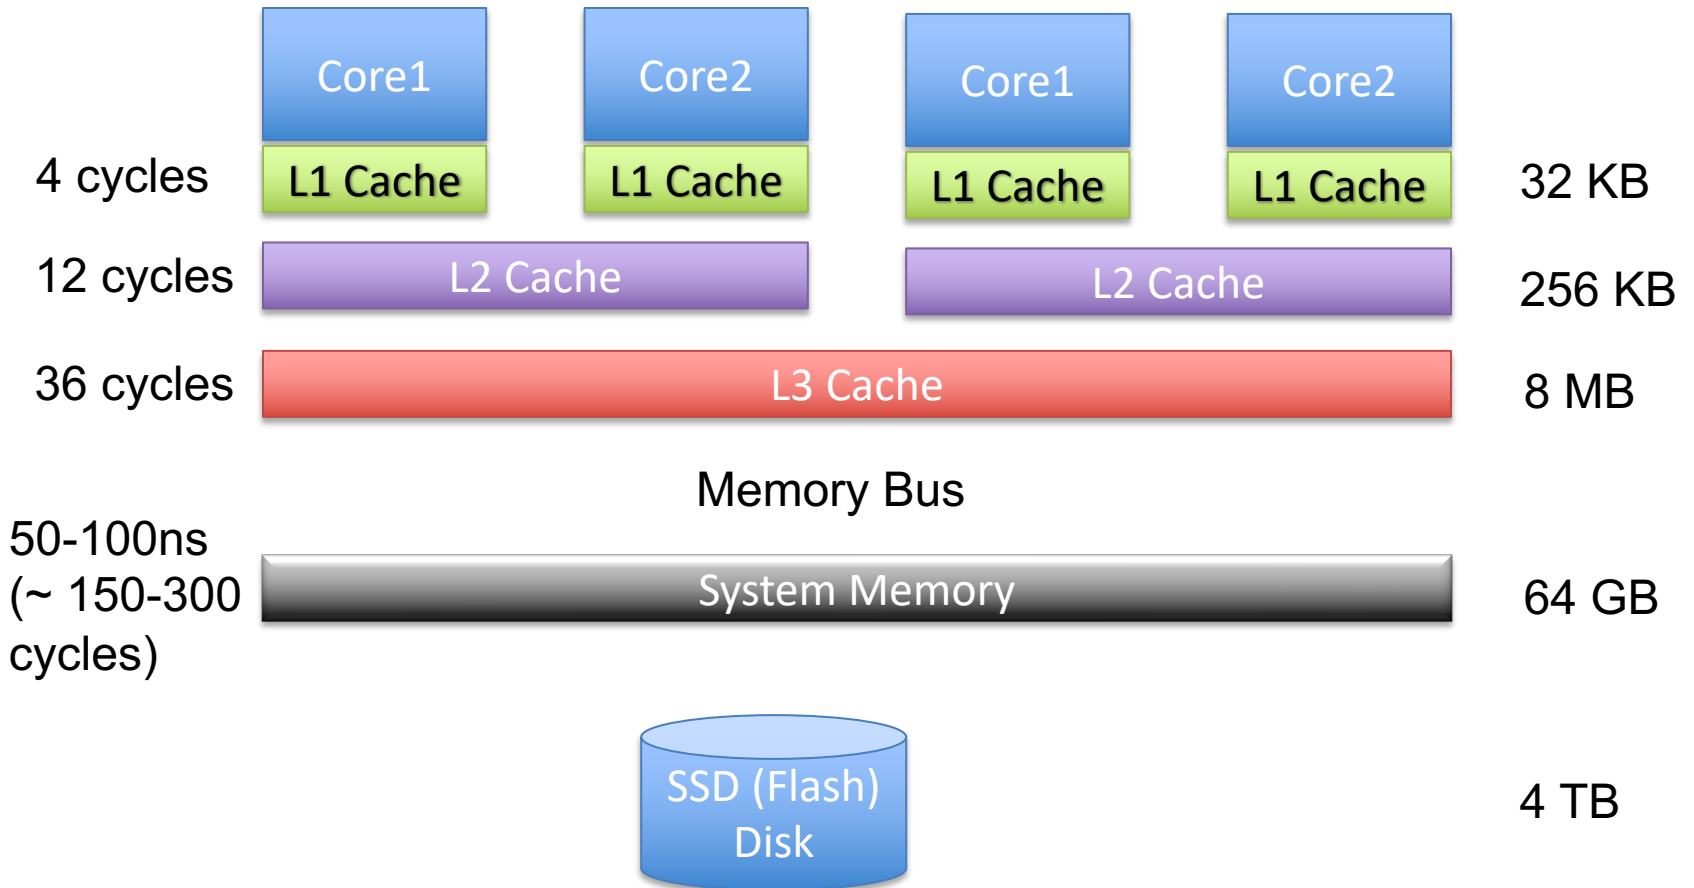 Core1
Core2
Core1
Core2
4 cycles
L1 Cache
L1 Cache
L1 Cache
L1 Cache
32 KB
12 cycles
L2 Cache
L2 Cache
256 KB
36 cycles
L3 Cache
8 MB
Memory Bus
50-100ns
(~ 150-300
cycles)
System Memory
64 GB
SSD (Flash)
Disk
4 TB